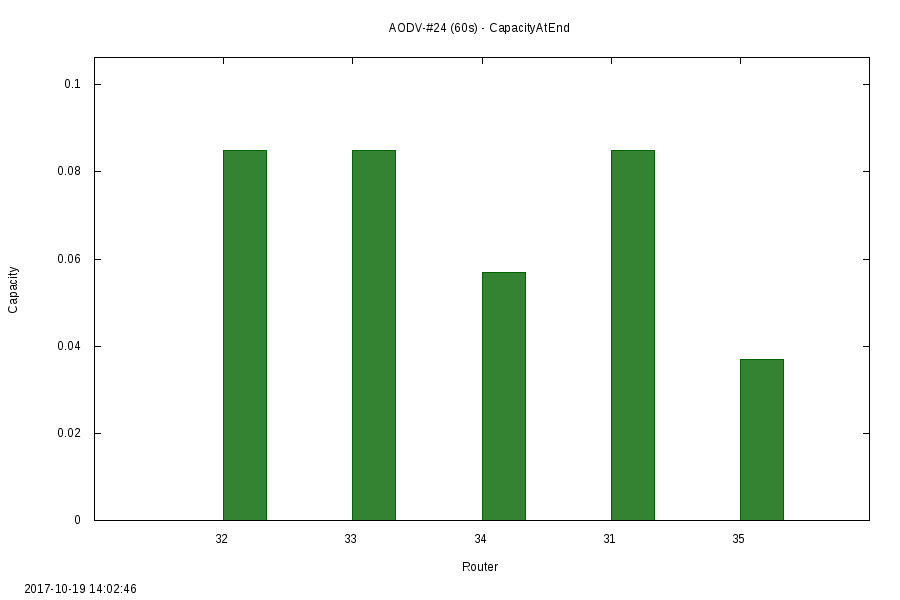 AODV-#24 (60s) - CapacityAtEnd
0.1
0.08
0.06
0.04
0.02
0
Capacity
32 33 34 31 35
Router
2017-10-19 14:02:46